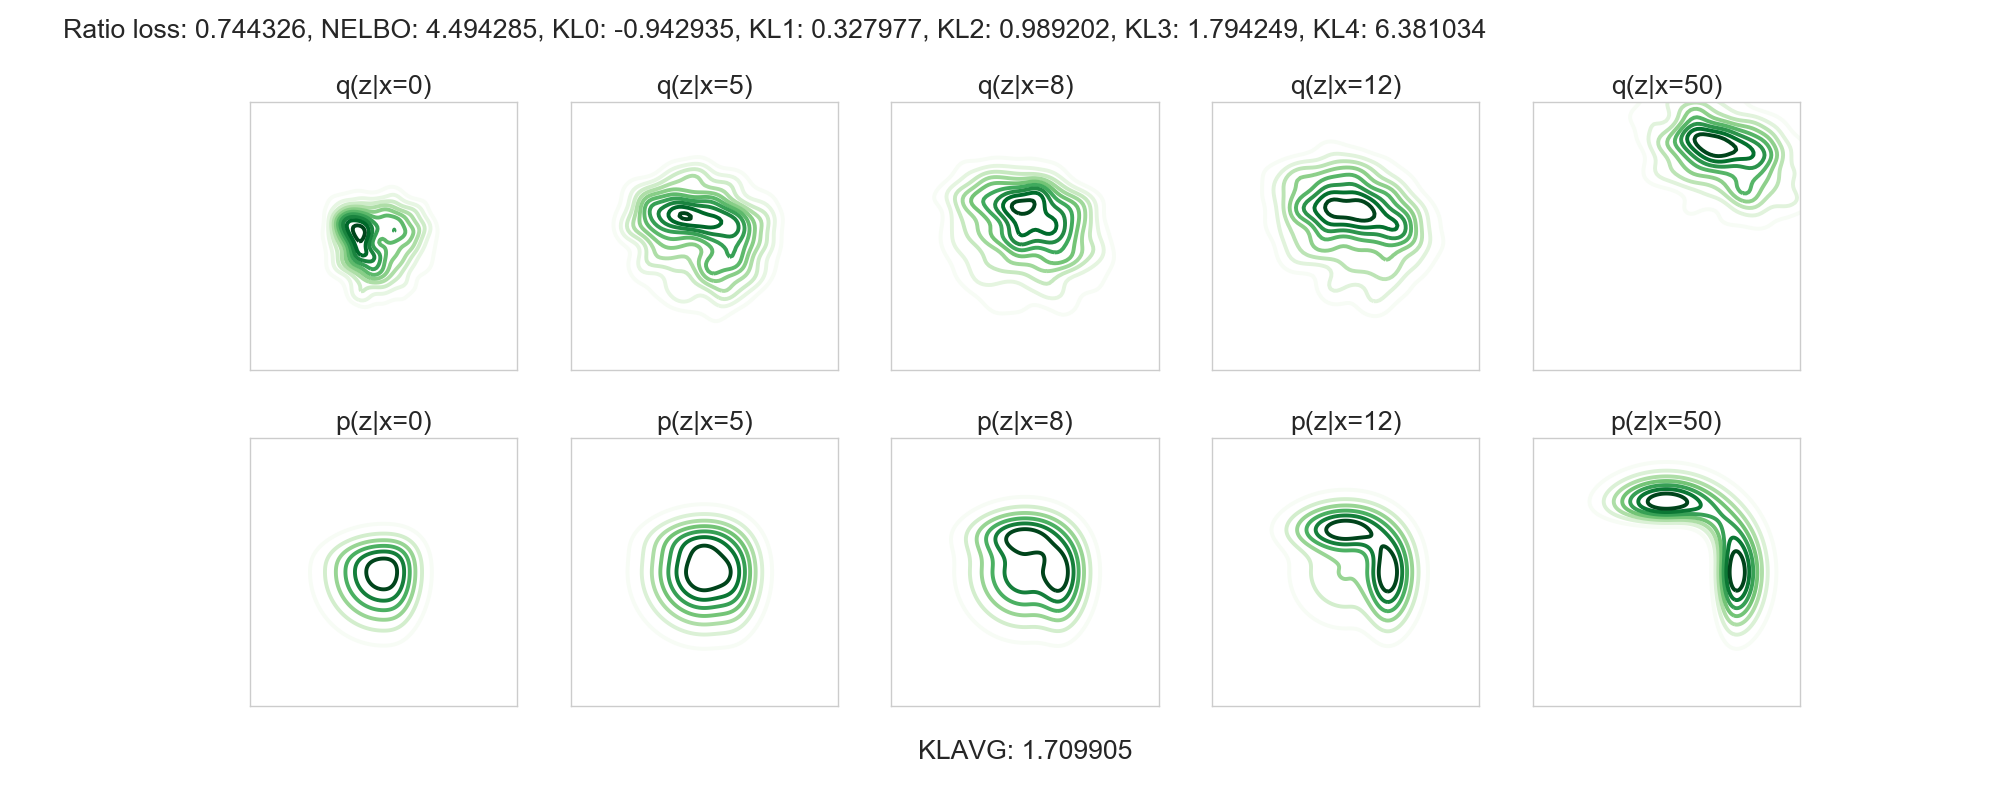 Ratio loss: 0.744326, NELBO: 4.494285, KL0: -0.942935, KL1: 0.327977, KL2: 0.989202, KL3: 1.794249, KL4: 6.381034
q(z|x=0) q(z|x=5) q(z|x=8) q(z|x=12) q(z|x=50)
p(z|x=0) p(z|x=5) p(z|x=8) p(z|x=12) p(z|x=50)
KLAVG: 1.709905